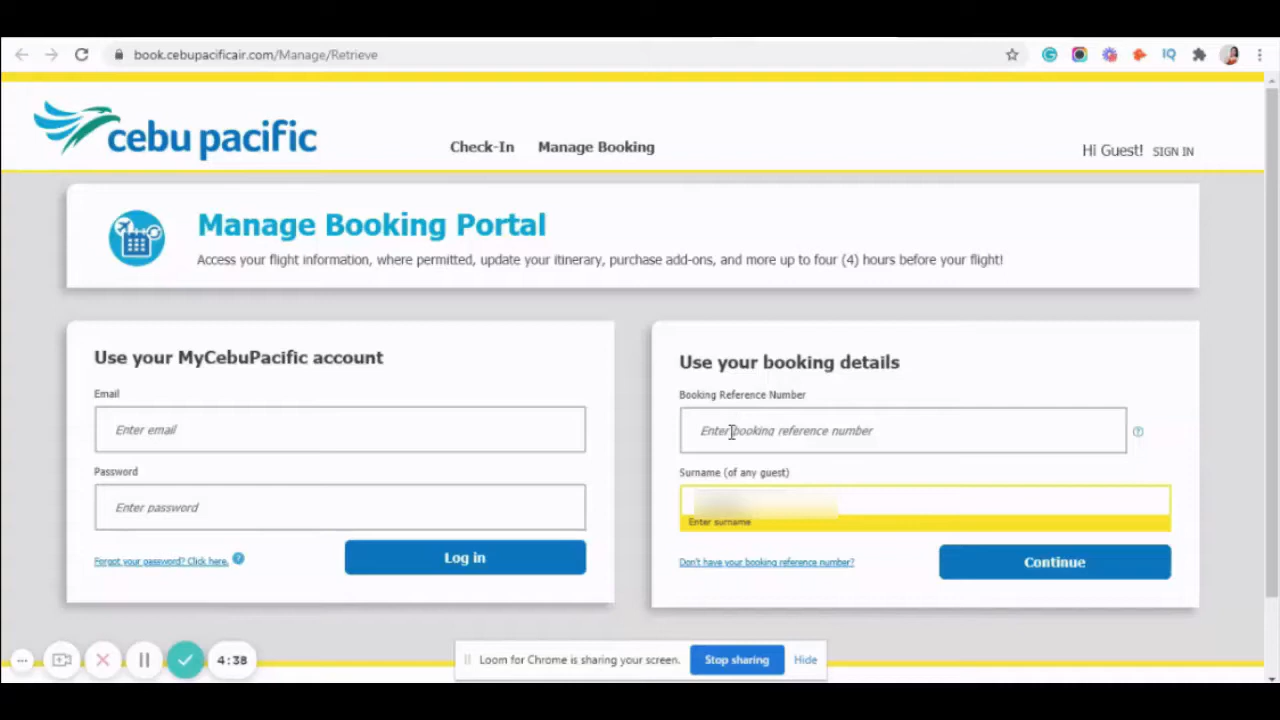 book.cebupacificair.com/Manage/Retrieve
IQ
cebu pacific
Check-In
Manage Booking
Hi Guest! SIGN IN
Manage Booking Portal
Access your flight information, where permitted, update your itinerary, purchase add-ons, and more up to four (4) hours before your flight!
Use your MyCebuPacific account
Email
Enter email
Password
Enter password
Forgot your password? Click here.
?
Log in
Use your booking details
Booking Reference Number
Enter booking reference number
?
Surname (of any guest)
Enter surname
Don't have your booking reference number?
Continue
4:38
Loom for Chrome is sharing your screen.
Stop sharing
Hide